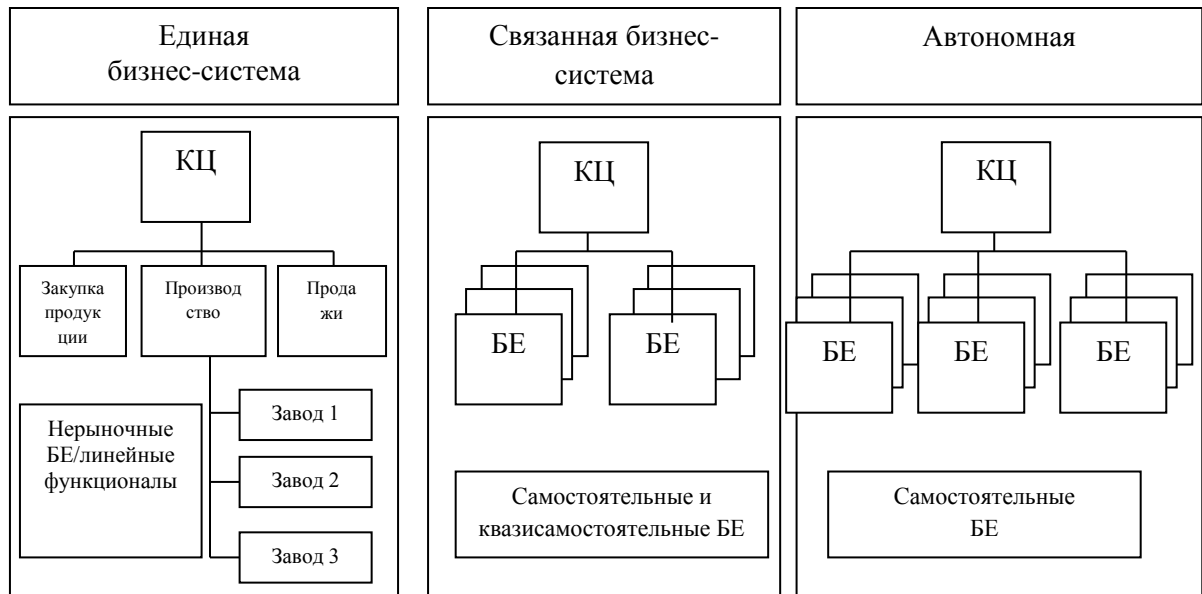 Единая
бизнес-система
КЦ
Закупка
продук
ции
Производ
ство
Прода
жи
Нерыночные
БЕ/линейные
функционалы
Завод 1
Завод 2
Завод 3
Связанная бизнес-
система
КЦ
БЕ
БЕ
Самостоятельные и
квазисамостоятельные БЕ
Автономная
КЦ
БЕ
БЕ
БЕ
Самостоятельные
БЕ